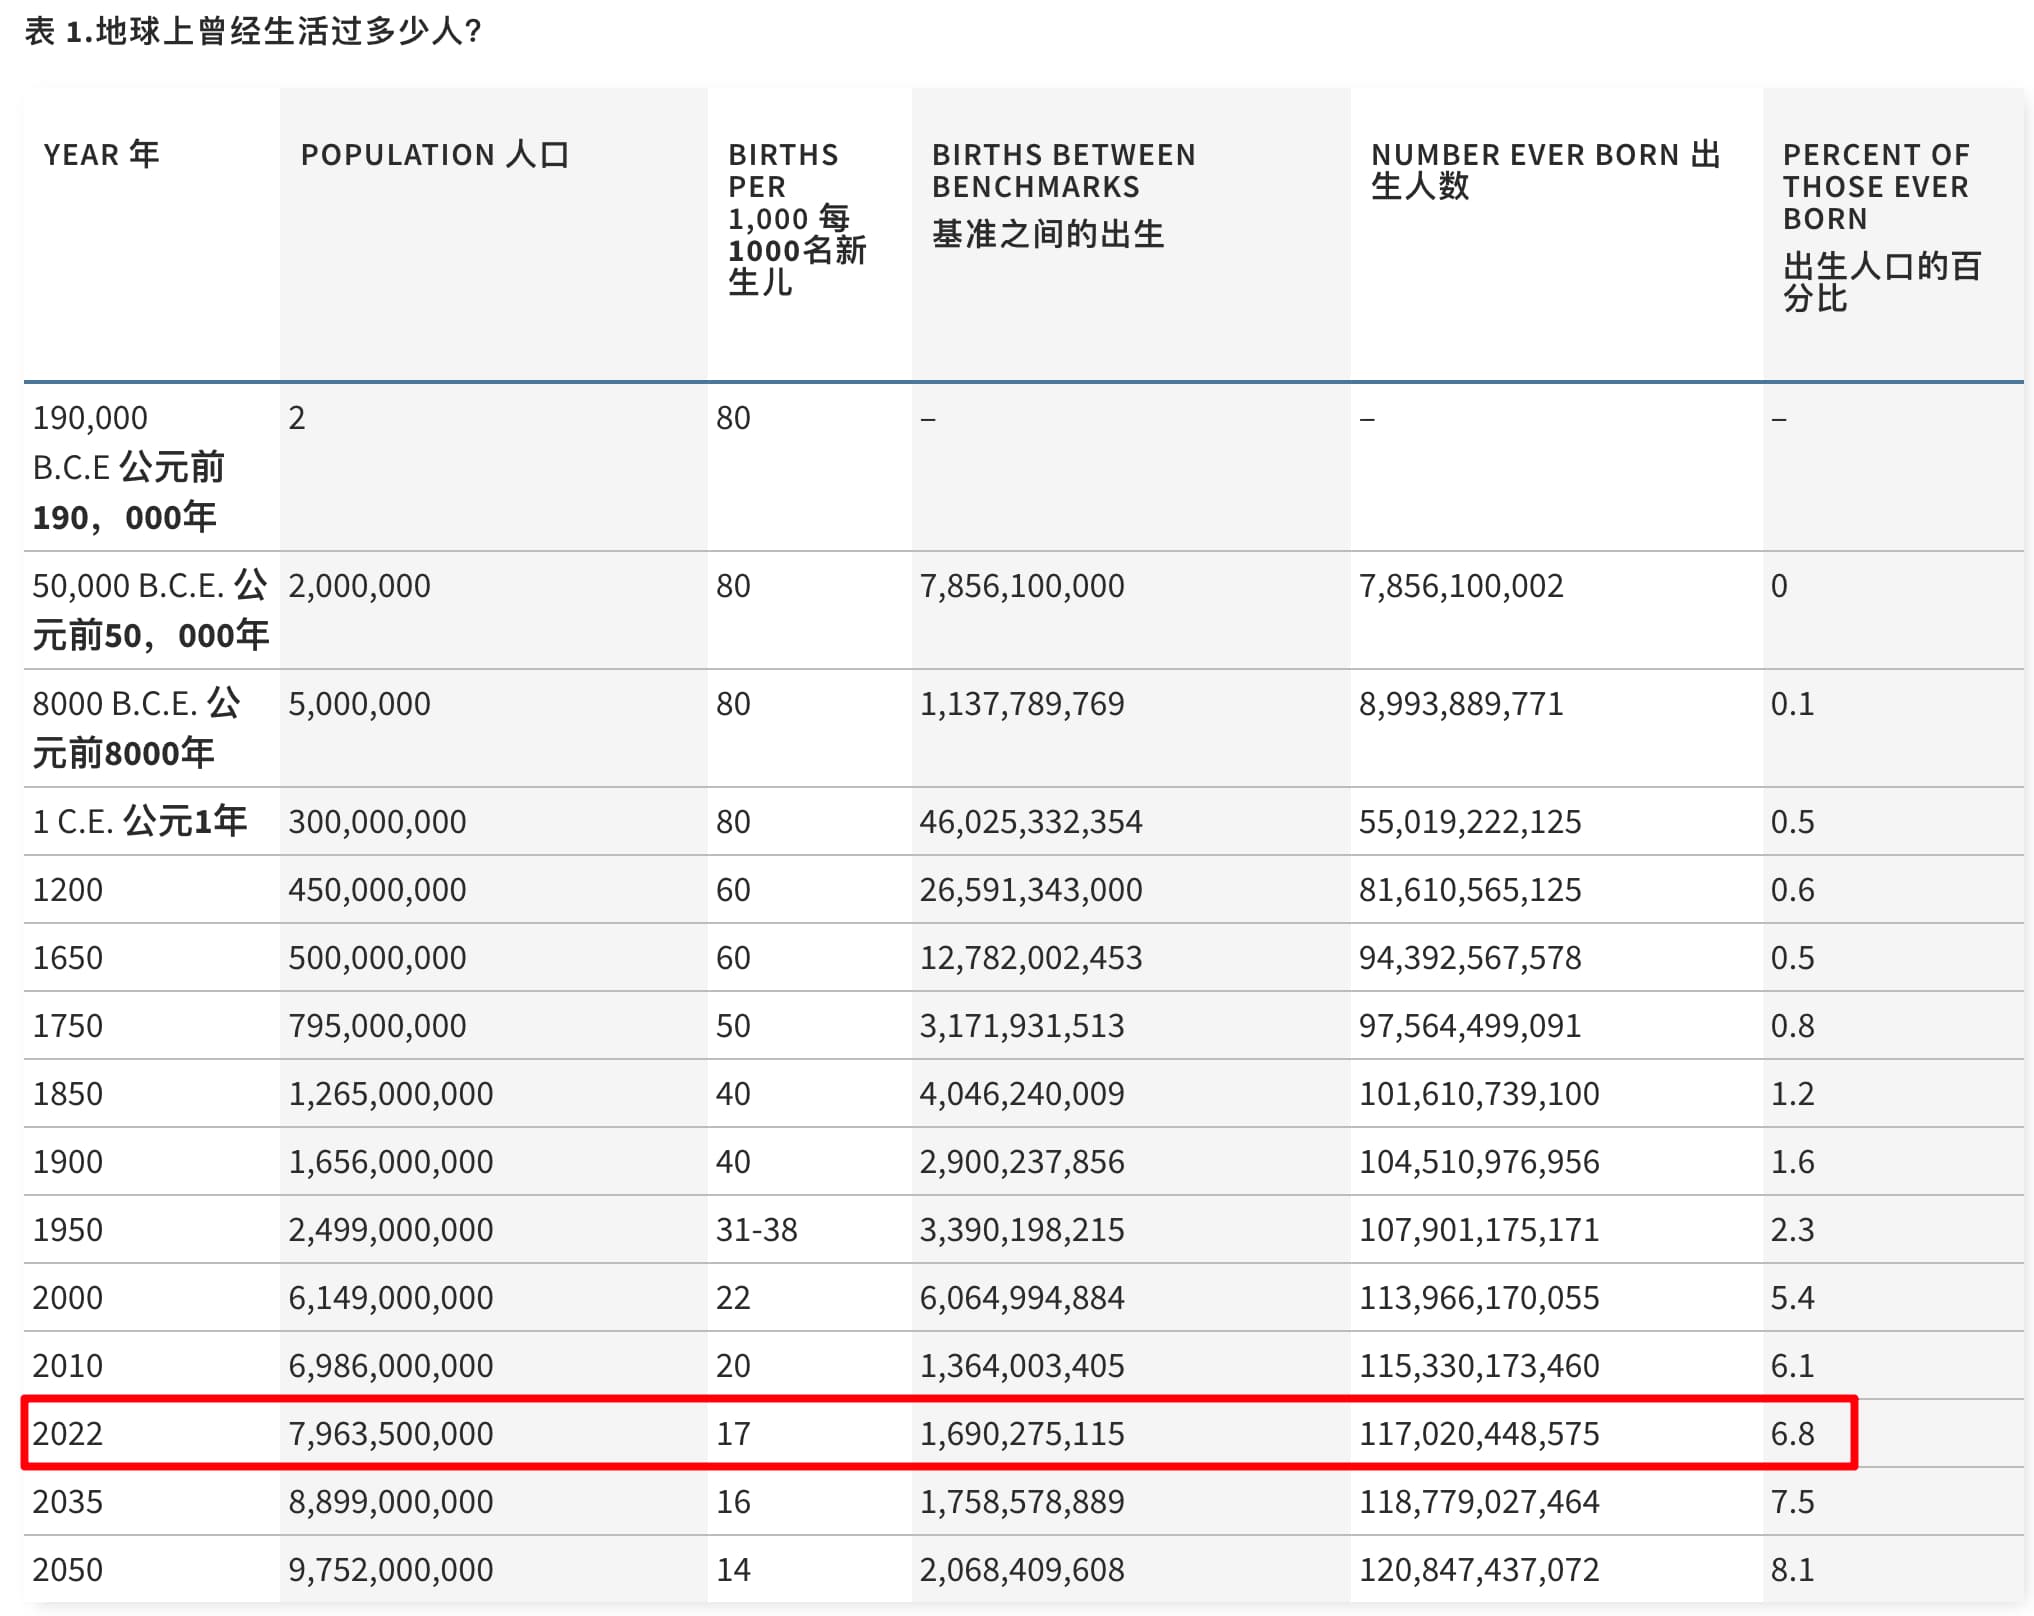 表 1.地球上曾经生活过多少人?
YEAR 年 POPULATION 人口 BIRTHS PER 1,000 每1000名新生儿 BIRTHS BETWEEN BENCHMARKS 基准之间的出生 NUMBER EVER BORN 出生人数 PERCENT OF THOSE EVER BORN 出生人口的百分比
190,000 B.C.E 公元前190，000年 2 80 – – –
50,000 B.C.E. 公元前50，000年 2,000,000 80 7,856,100,000 7,856,100,002 0
8000 B.C.E. 公元前8000年 5,000,000 80 1,137,789,769 8,993,889,771 0.1
1 C.E. 公元1年 300,000,000 80 46,025,332,354 55,019,222,125 0.5
1200 450,000,000 60 26,591,343,000 81,610,565,125 0.6
1650 500,000,000 60 12,782,002,453 94,392,567,578 0.5
1750 795,000,000 50 3,171,931,513 97,564,499,091 0.8
1850 1,265,000,000 40 4,046,240,009 101,610,739,100 1.2
1900 1,656,000,000 40 2,900,237,856 104,510,976,956 1.6
1950 2,499,000,000 31-38 3,390,198,215 107,901,175,171 2.3
2000 6,149,000,000 22 6,064,994,884 113,966,170,055 5.4
2010 6,986,000,000 20 1,364,003,405 115,330,173,460 6.1
2022 7,963,500,000 17 1,690,275,115 117,020,448,575 6.8
2035 8,899,000,000 16 1,758,578,889 118,779,027,464 7.5
2050 9,752,000,000 14 2,068,409,608 120,847,437,072 8.1